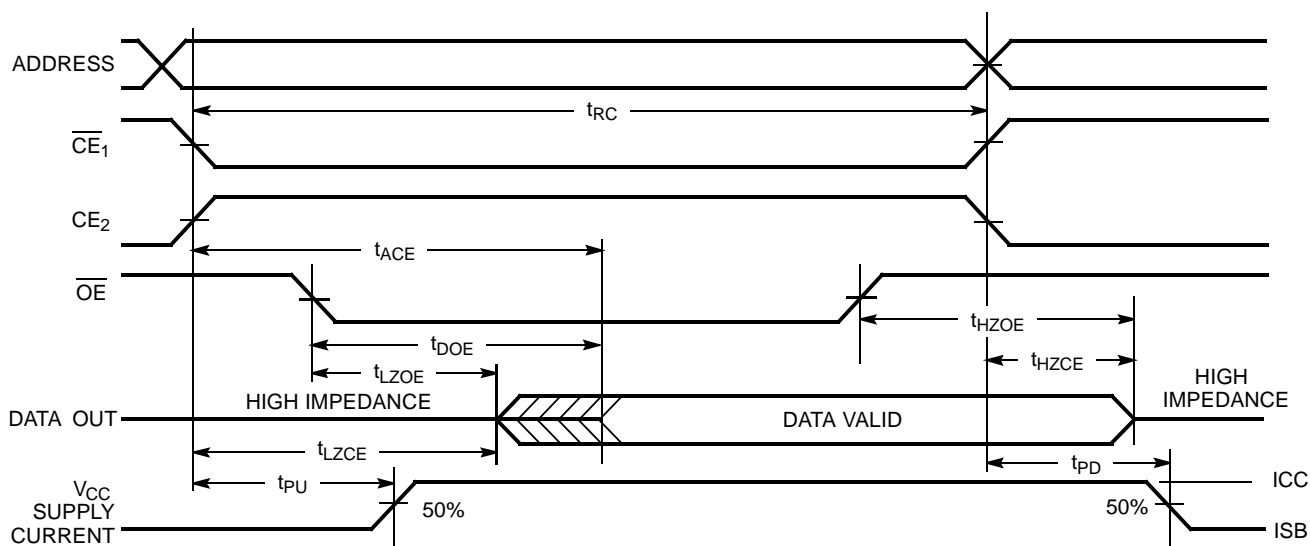 ADDRESS
tRC
CE1
CE2
tACE
OE
tHZOE
tDOE
tHZCE
tLZOE
HIGH IMPEDANCE
HIGH
IMPEDANCE
DATA OUT
DATA VALID
tLZCE
tPU
tPD
VCC
SUPPLY
CURRENT
50%
50%
ICC
ISB